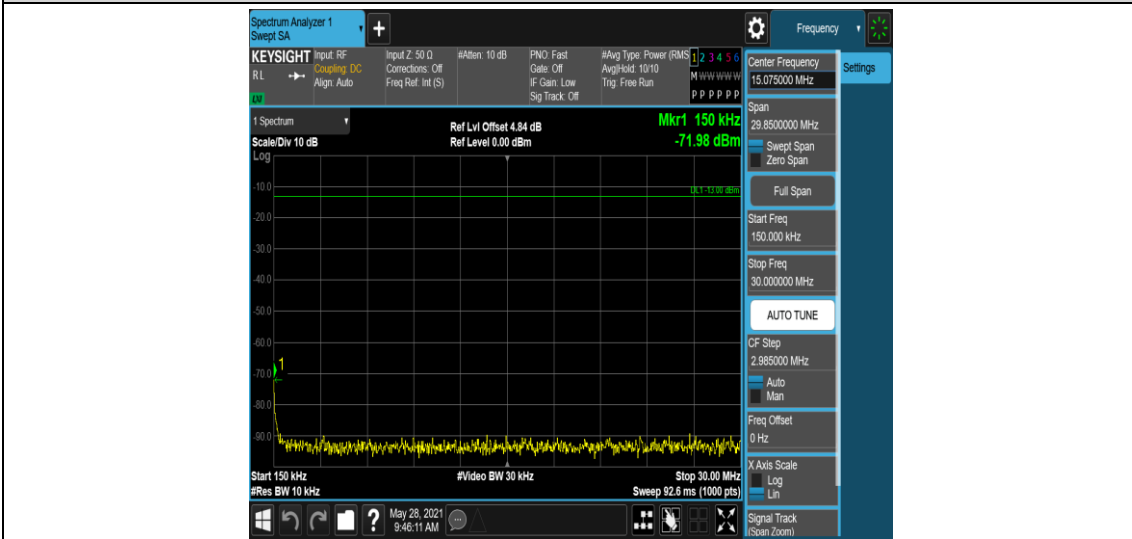 Spectrum Analyzer 1
Swept SA
+
Frequency
KEYSIGHT
RL
LXI
Input: RF
Coupling: DC
Align: Auto
Input Z: 50 Ω
Corrections: Off
Freq Ref: Int (S)
#Atten: 10 dB
PNO: Fast
Gate: Off
IF Gain: Low
Sig Track: Off
#Avg Type: Power (RMS
Avg|Hold: 10/10
Trig: Free Run
1 2 3 4 5 6
M W W W W W
P P P P P P
1 Spectrum
Scale/Div 10 dB
Log
Ref Lvl Offset 4.84 dB
Ref Level 0.00 dBm
Mkr1 150 kHz
-71.98 dBm
DL1 -13.00 dBm
-10.0
-20.0
-30.0
-40.0
-50.0
-60.0
1
-70.0
-80.0
-90.0
Start 150 kHz
#Res BW 10 kHz
#Video BW 30 kHz
Stop 30.00 MHz
Sweep 92.6 ms (1000 pts)
?
May 28, 2021
9:46:11 AM
Center Frequency
15.075000 MHz
Settings
Span
29.8500000 MHz
Swept Span
Zero Span
Full Span
Start Freq
150.000 kHz
Stop Freq
30.000000 MHz
AUTO TUNE
CF Step
2.985000 MHz
Auto
Man
Freq Offset
0 Hz
X Axis Scale
Log
Lin
Signal Track
(Span Zoom)